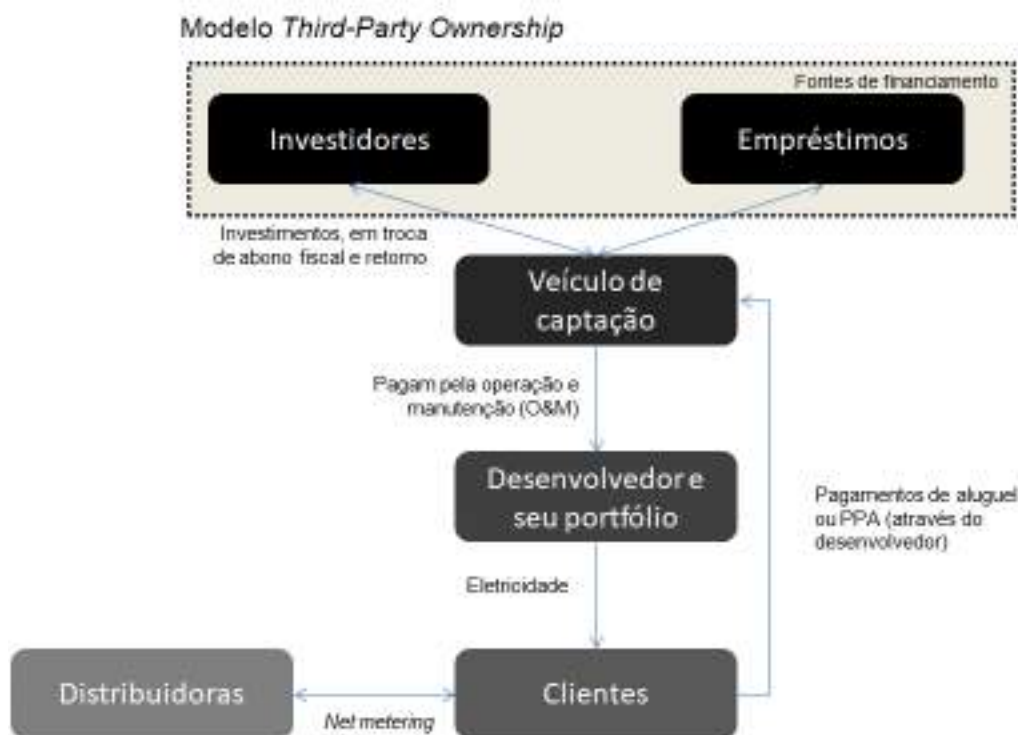 Modelo Third-Party Ownership
Fontes de financiamento
Investidores
Empréstimos
Investimentos, em troca
de abono fiscal e retorno
Veículo de
captação
Pagam pela operação e
manutenção (O&M)
Desenvolvedor e
seu portfólio
Pagamentos de aluguel
ou PPA (através do
desenvolvedor)
Eletricidade
Distribuidoras
Clientes
Net metering